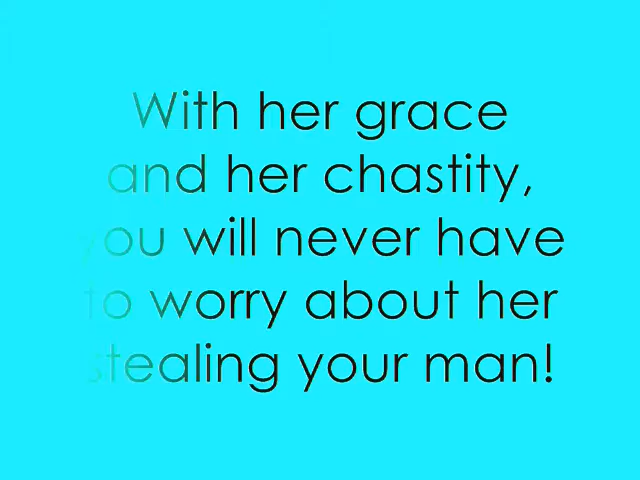 With her grace
and her chastity,
you will never have
to worry about her
stealing your man!